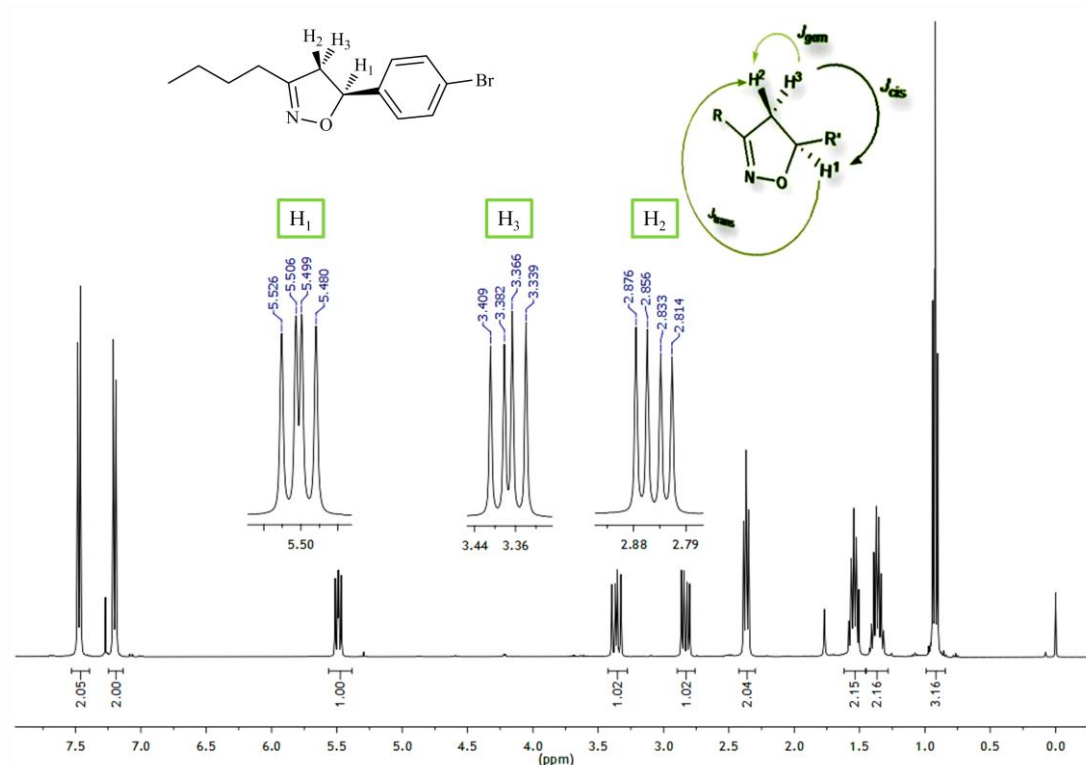 H2
H3
H1
Br
N
O
Jgem
H2
H3
Jcis
R
R'
N
O
H1
Jtrans
H1
H3
H2
5.526
5.506
5.499
5.480
3.409
3.382
3.366
3.339
2.876
2.856
2.833
2.814
5.50
3.44
3.36
2.88
2.79
2.05
2.00
1.00
1.02
1.02
2.04
2.15
2.16
3.16
7.5 7.0 6.5 6.0 5.5 5.0 4.5 4.0 3.5 3.0 2.5 2.0 1.5 1.0 0.5 0.0
(ppm)